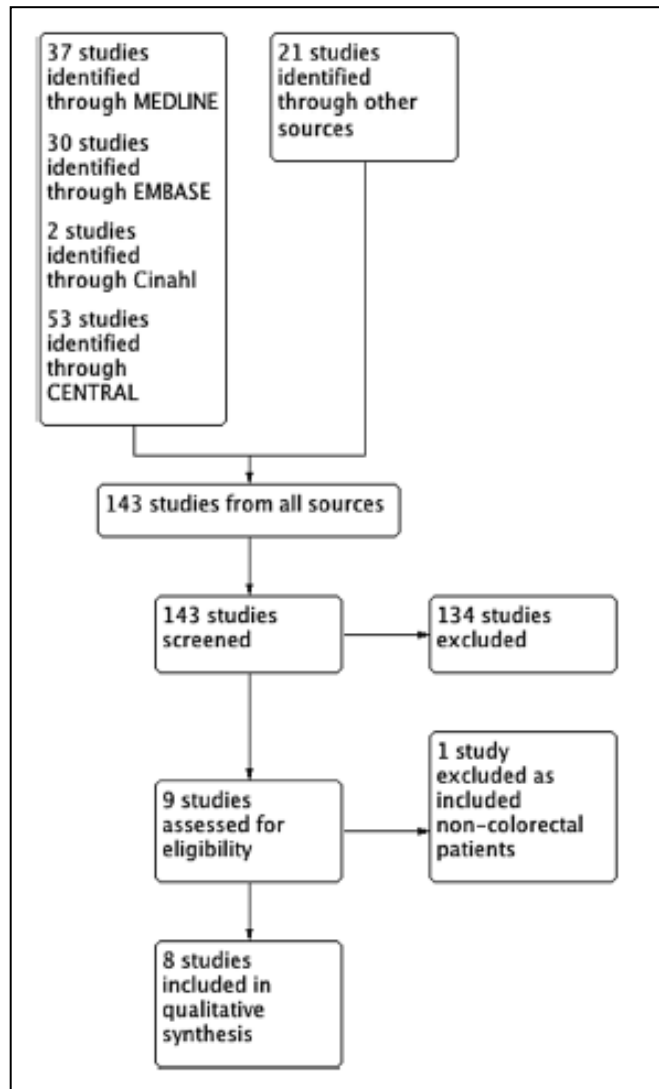 37 studies
identified
through MEDLINE
30 studies
identified
through EMBASE
2 studies
identified
through Cinahl
53 studies
identified
through
CENTRAL
21 studies
identified
through other
sources
143 studies from all sources
143 studies
screened
134 studies
excluded
9 studies
assessed for
eligibility
1 study
excluded as
included
non-colorectal
patients
8 studies
included in
qualitative
synthesis